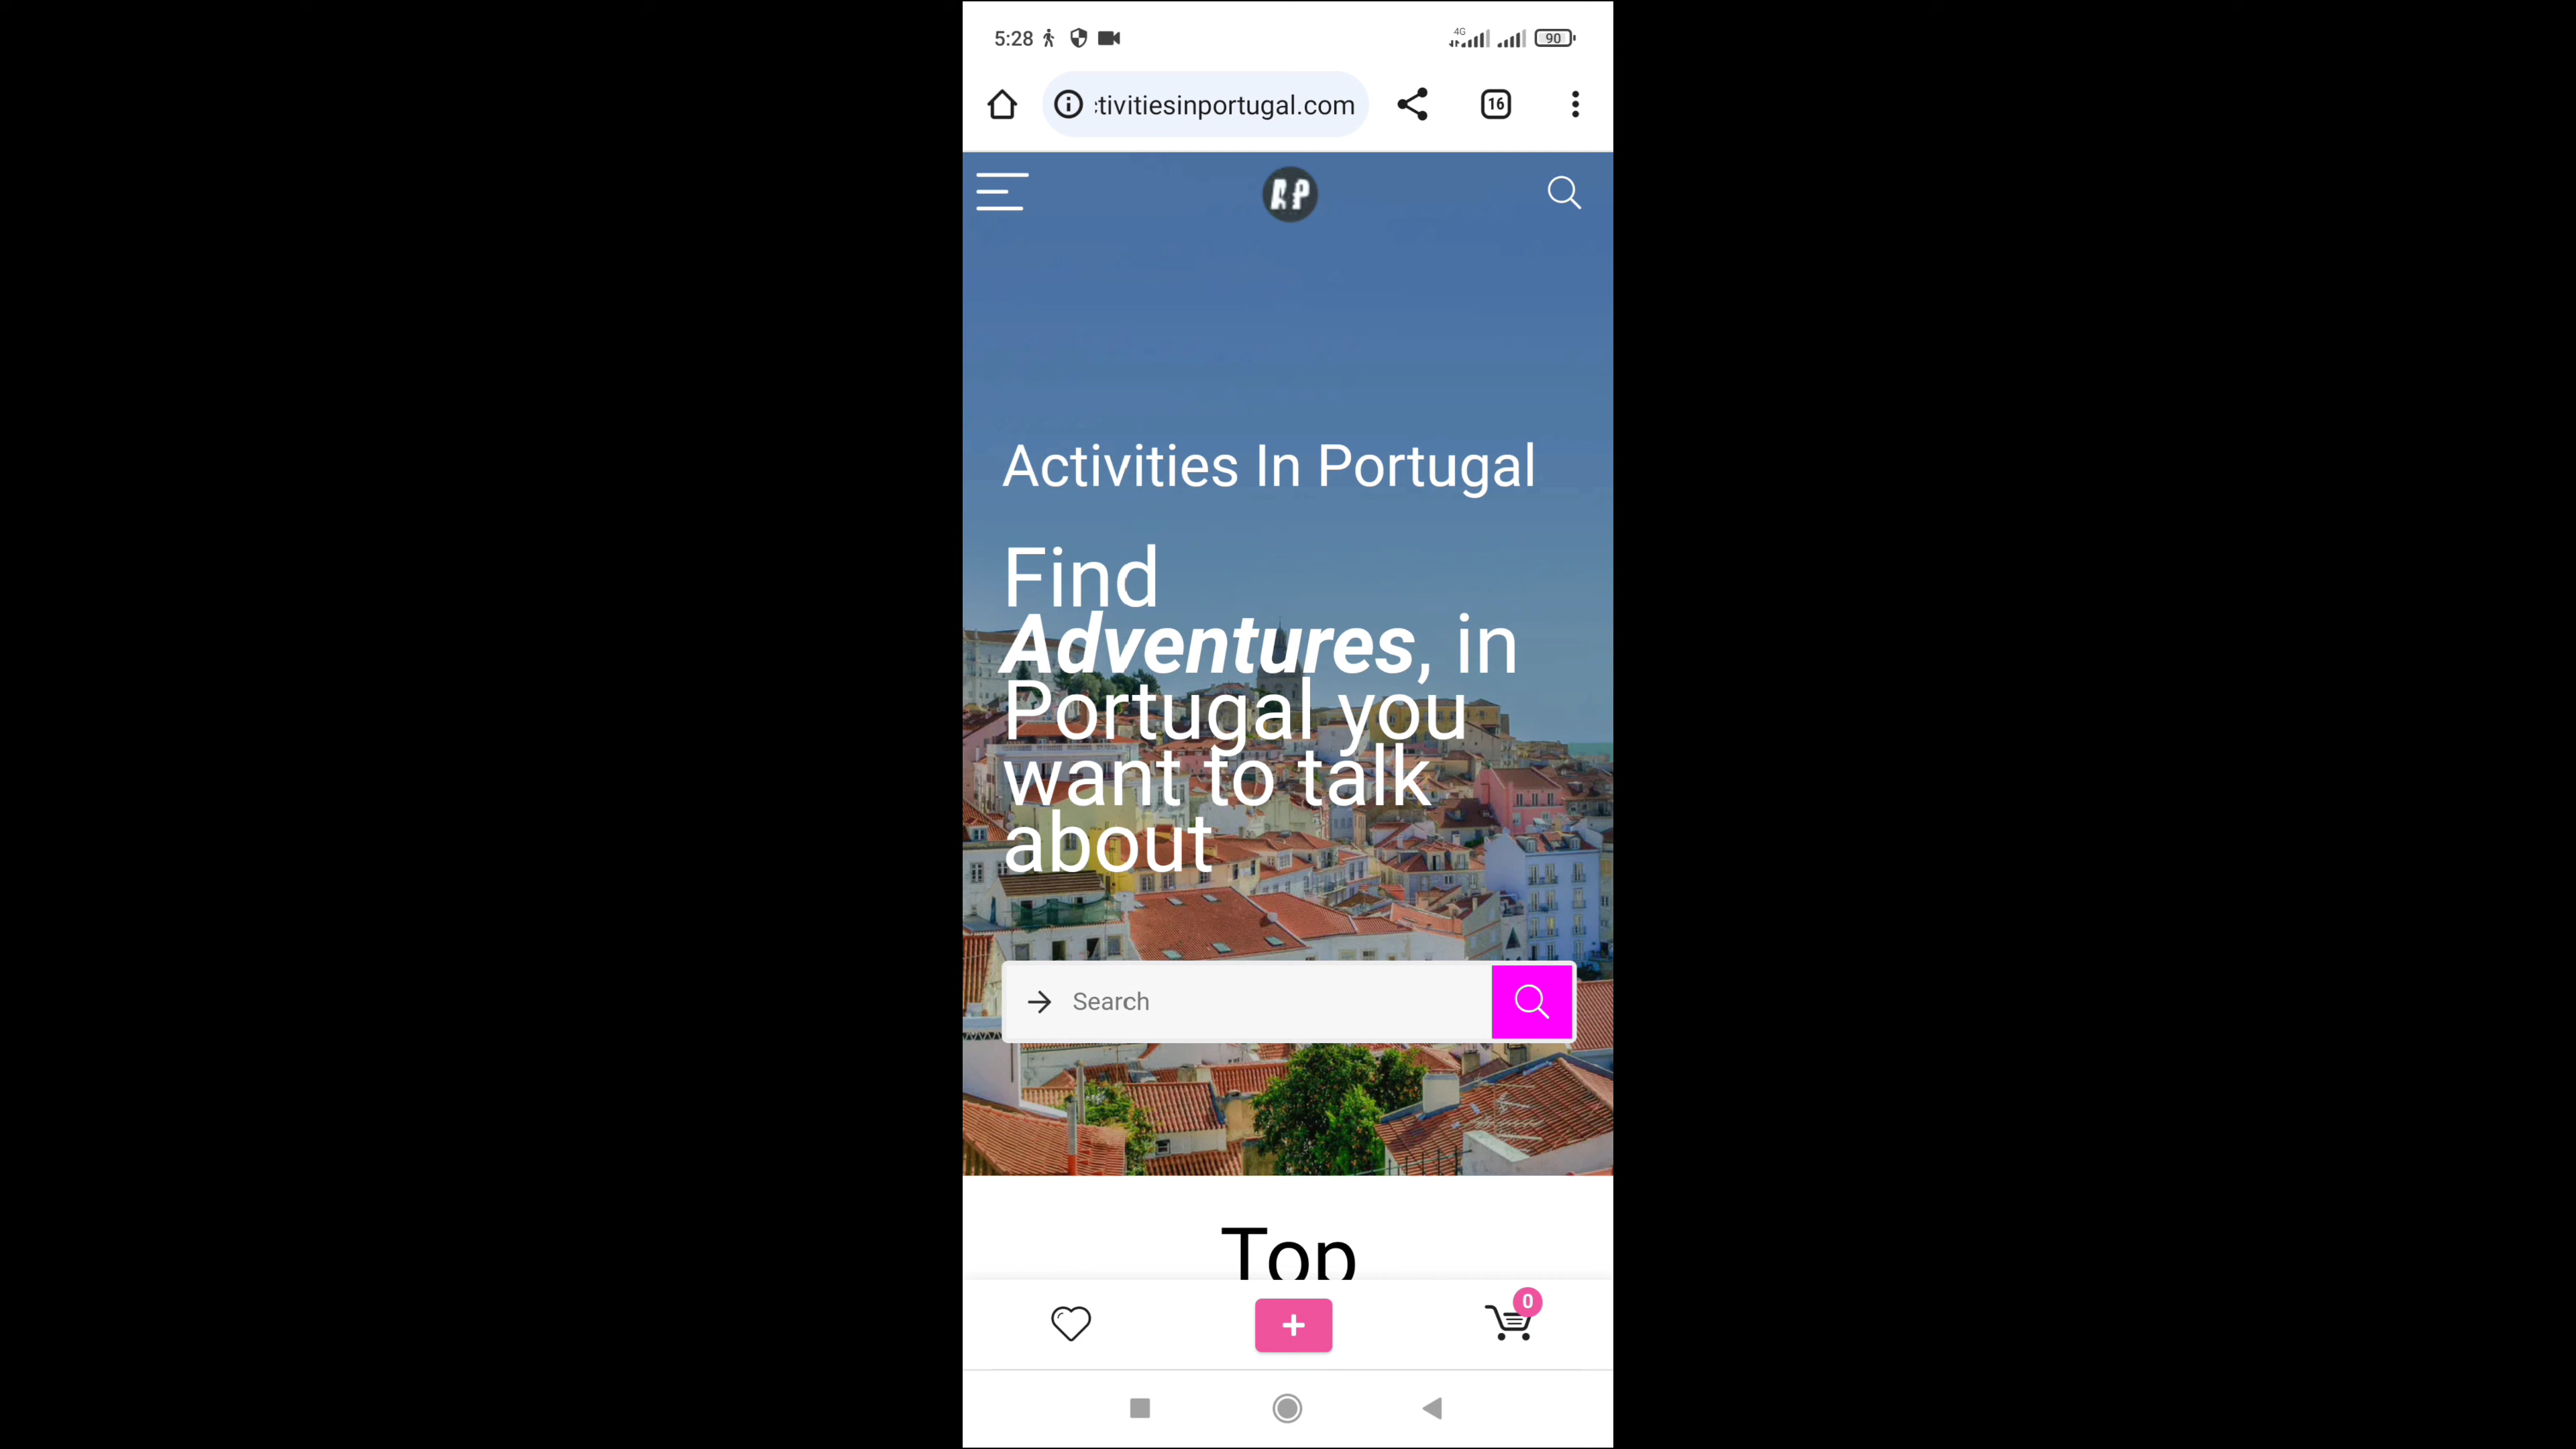 5:28 4G 90
ctivitiesinportugal.com 16
AP
Activities In Portugal
Find
Adventures, in
Portugal you
want to talk
about
Search
Top
0
+